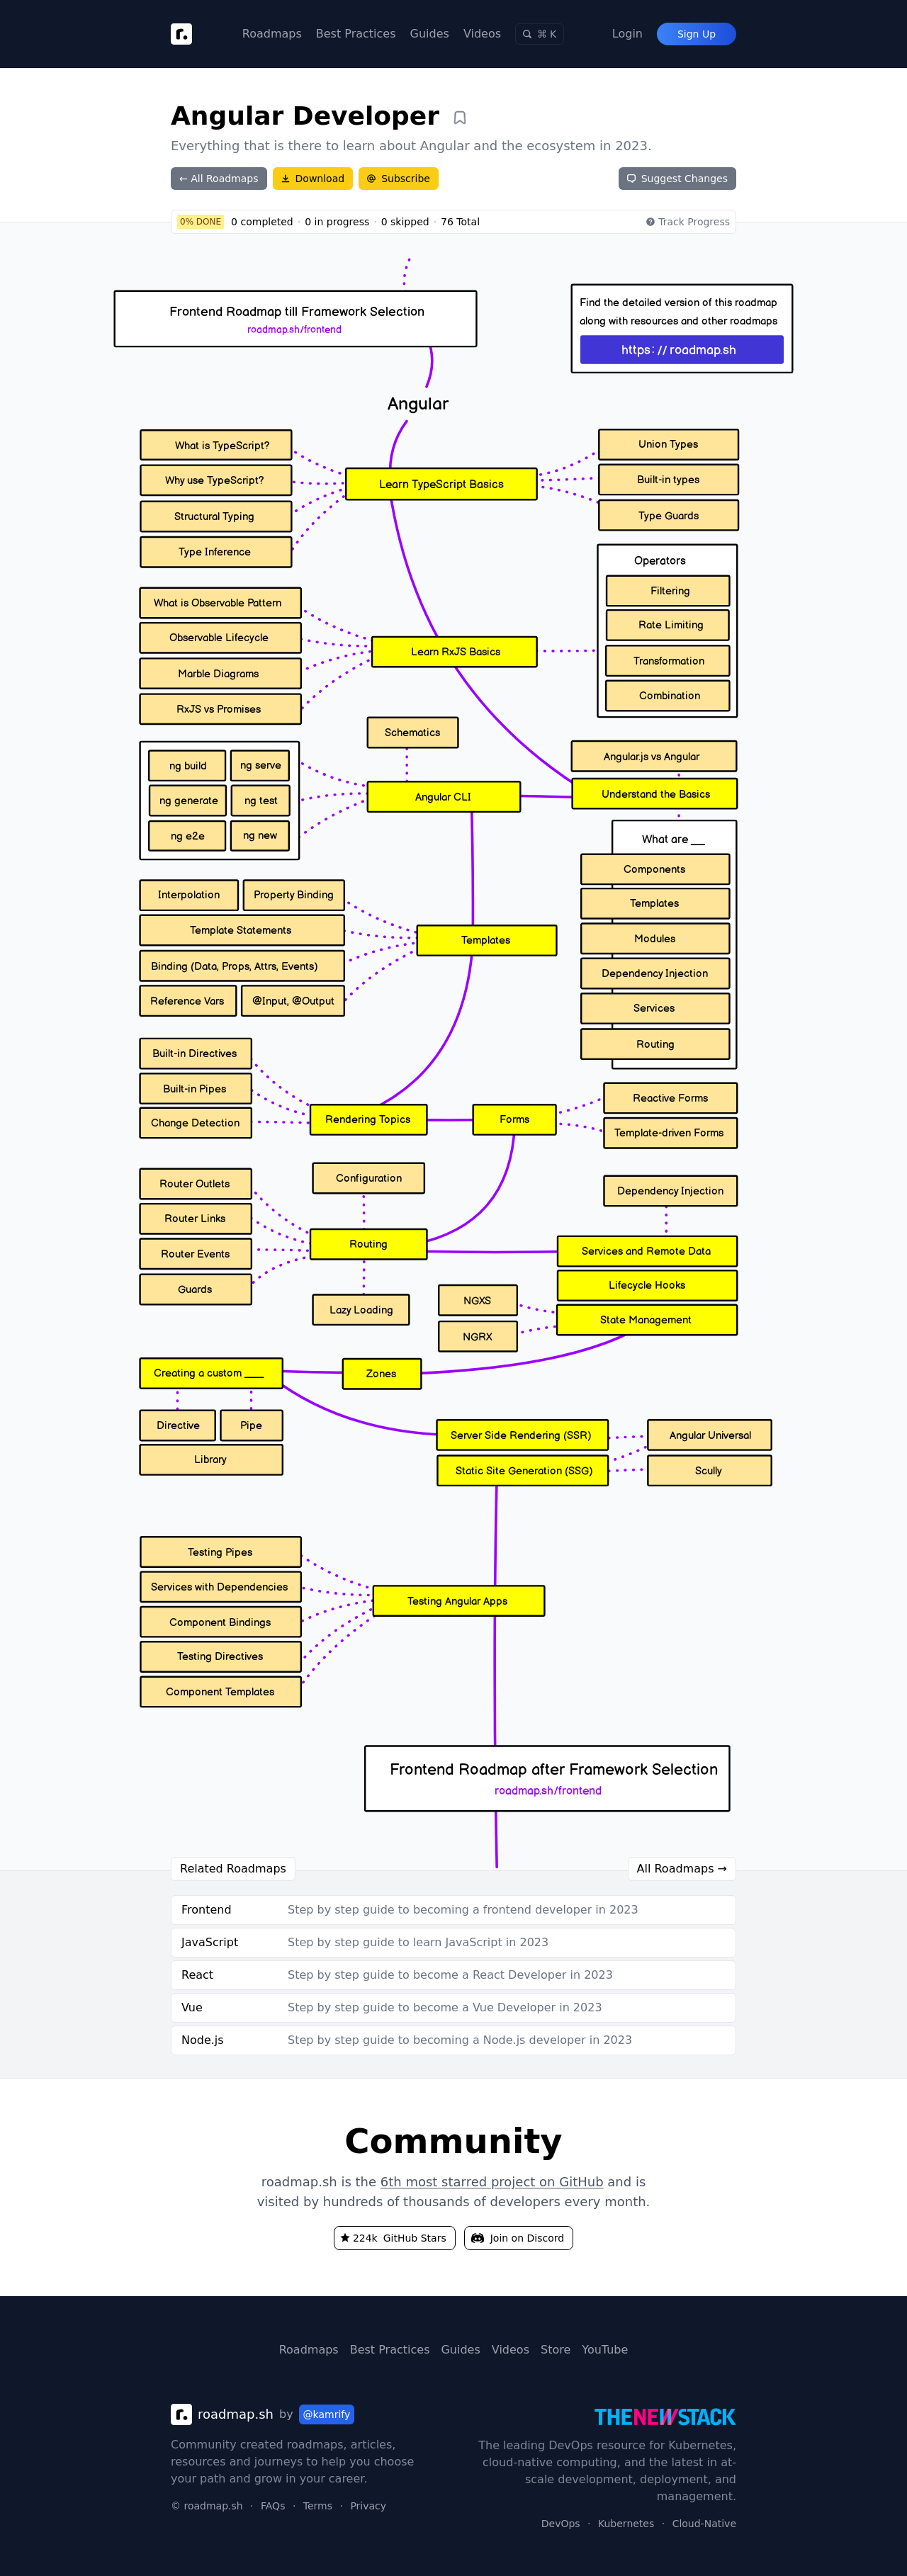 Roadmaps Best Practices Guides Videos ⌘ K Login Sign Up
Angular Developer
Everything that is there to learn about Angular and the ecosystem in 2023.
← All Roadmaps Download Subscribe Suggest Changes
0% DONE 0 completed · 0 in progress · 0 skipped · 76 Total Track Progress
Frontend Roadmap till Framework Selection
roadmap.sh/frontend
Find the detailed version of this roadmap
along with resources and other roadmaps
https://roadmap.sh
Angular
What is TypeScript?
Why use TypeScript?
Structural Typing
Type Inference
Learn TypeScript Basics
Union Types
Built-in types
Type Guards
What is Observable Pattern
Observable Lifecycle
Marble Diagrams
RxJS vs Promises
Learn RxJS Basics
Operators
Filtering
Rate Limiting
Transformation
Combination
Schematics
ng build ng serve
ng generate ng test
ng e2e ng new
Angular CLI
Angular.js vs Angular
Understand the Basics
What are ___
Components
Templates
Modules
Dependency Injection
Services
Routing
Interpolation Property Binding
Template Statements
Binding (Data, Props, Attrs, Events)
Reference Vars @Input, @Output
Templates
Built-in Directives
Built-in Pipes
Change Detection
Rendering Topics
Forms
Reactive Forms
Template-driven Forms
Router Outlets
Router Links
Router Events
Guards
Configuration
Routing
Lazy Loading
Dependency Injection
Services and Remote Data
Lifecycle Hooks
State Management
NGXS
NGRX
Creating a custom ____
Zones
Directive Pipe
Library
Server Side Rendering (SSR)
Static Site Generation (SSG)
Angular Universal
Scully
Testing Pipes
Services with Dependencies
Component Bindings
Testing Directives
Component Templates
Testing Angular Apps
Frontend Roadmap after Framework Selection
roadmap.sh/frontend
Related Roadmaps All Roadmaps →
Frontend Step by step guide to becoming a frontend developer in 2023
JavaScript Step by step guide to learn JavaScript in 2023
React Step by step guide to become a React Developer in 2023
Vue Step by step guide to become a Vue Developer in 2023
Node.js Step by step guide to becoming a Node.js developer in 2023
Community
roadmap.sh is the 6th most starred project on GitHub and is
visited by hundreds of thousands of developers every month.
224k GitHub Stars Join on Discord
Roadmaps Best Practices Guides Videos Store YouTube
roadmap.sh by @kamrify
Community created roadmaps, articles,
resources and journeys to help you choose
your path and grow in your career.
© roadmap.sh · FAQs · Terms · Privacy
THENEWSTACK
The leading DevOps resource for Kubernetes,
cloud-native computing, and the latest in at-
scale development, deployment, and
management.
DevOps · Kubernetes · Cloud-Native